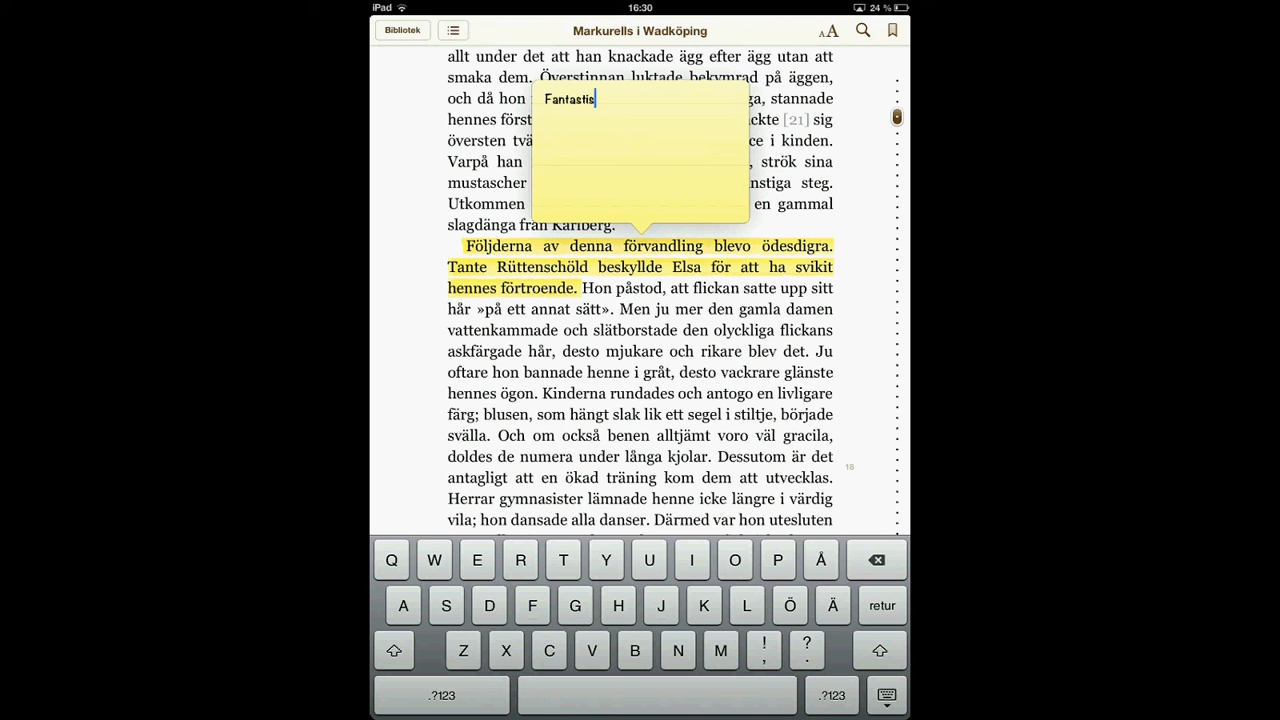 iPad 16:30 24 %
Bibliotek Markurells i Wadköping AA
allt under det att han knackade ägg efter ägg utan att
smaka dem. Överstinnan luktade bekymrad på äggen,
och då hon ga, stannade
hennes först ckte [21] sig
översten tvä ce i kinden.
Varpå han , strök sina
mustascher nstiga steg.
Utkommen en gammal
slagdänga från Karlberg.
Fantastis
Följderna av denna förvandling blevo ödesdigra.
Tante Rüttenschöld beskyllde Elsa för att ha svikit
hennes förtroende. Hon påstod, att flickan satte upp sitt
hår »på ett annat sätt». Men ju mer den gamla damen
vattenkammade och slätborstade den olyckliga flickans
askfärgade hår, desto mjukare och rikare blev det. Ju
oftare hon bannade henne i gråt, desto vackrare glänste
hennes ögon. Kinderna rundades och antogo en livligare
färg; blusen, som hängt slak lik ett segel i stiltje, började
svälla. Och om också benen alltjämt voro väl gracila,
doldes de numera under långa kjolar. Dessutom är det
antagligt att en ökad träning kom dem att utvecklas.
Herrar gymnasister lämnade henne icke längre i värdig
vila; hon dansade alla danser. Därmed var hon utesluten
18
Q W E R T Y U I O P Å
A S D F G H J K L Ö Ä retur
Z X C V B N M ! , ? .
.?123 .?123